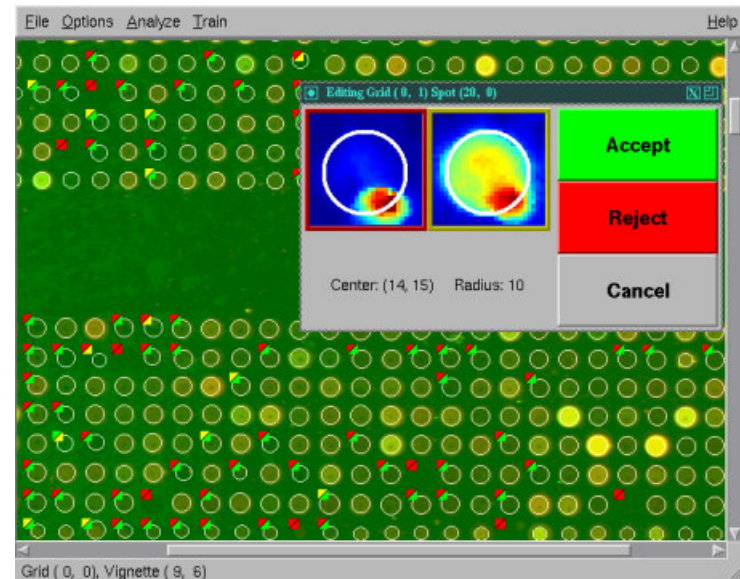 File Options Analyze Train Help
Editing Grid ( 0, 1) Spot (20, 0)
Accept
Reject
Center: (14, 15) Radius: 10
Cancel
Grid ( 0, 0), Vignette ( 9, 6)